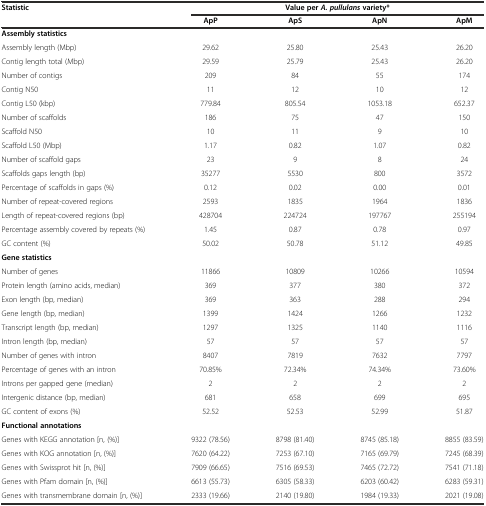 Statistic Value per A. pullulans variety*
ApP ApS ApN ApM
Assembly statistics
Assembly length (Mbp) 29.62 25.80 25.43 26.20
Contig length total (Mbp) 29.59 25.79 25.43 26.20
Number of contigs 209 84 55 174
Contig N50 11 12 10 12
Contig L50 (kbp) 779.84 805.54 1053.18 652.37
Number of scaffolds 186 75 47 150
Scaffold N50 10 11 9 10
Scaffold L50 (Mbp) 1.17 0.82 1.07 0.82
Number of scaffold gaps 23 9 8 24
Scaffolds gaps length (bp) 35277 5530 800 3572
Percentage of scaffolds in gaps (%) 0.12 0.02 0.00 0.01
Number of repeat-covered regions 2593 1835 1964 1836
Length of repeat-covered regions (bp) 428704 224724 197767 255194
Percentage assembly covered by repeats (%) 1.45 0.87 0.78 0.97
GC content (%) 50.02 50.78 51.12 49.85
Gene statistics
Number of genes 11866 10809 10266 10594
Protein length (amino acids, median) 369 377 380 372
Exon length (bp, median) 369 363 288 294
Gene length (bp, median) 1399 1424 1266 1232
Transcript length (bp, median) 1297 1325 1140 1116
Intron length (bp, median) 57 57 57 57
Number of genes with intron 8407 7819 7632 7797
Percentage of genes with an intron 70.85% 72.34% 74.34% 73.60%
Introns per gapped gene (median) 2 2 2 2
Intergenic distance (bp, median) 681 658 699 695
GC content of exons (%) 52.52 52.53 52.99 51.87
Functional annotations
Genes with KEGG annotation [n, (%)] 9322 (78.56) 8798 (81.40) 8745 (85.18) 8855 (83.59)
Genes with KOG annotation [n, (%)] 7620 (64.22) 7253 (67.10) 7165 (69.79) 7245 (68.39)
Genes with Swissprot hit [n, (%)] 7909 (66.65) 7516 (69.53) 7465 (72.72) 7541 (71.18)
Genes with Pfam domain [n, (%)] 6613 (55.73) 6305 (58.33) 6203 (60.42) 6283 (59.31)
Genes with transmembrane domain [n, (%)] 2333 (19.66) 2140 (19.80) 1984 (19.33) 2021 (19.08)